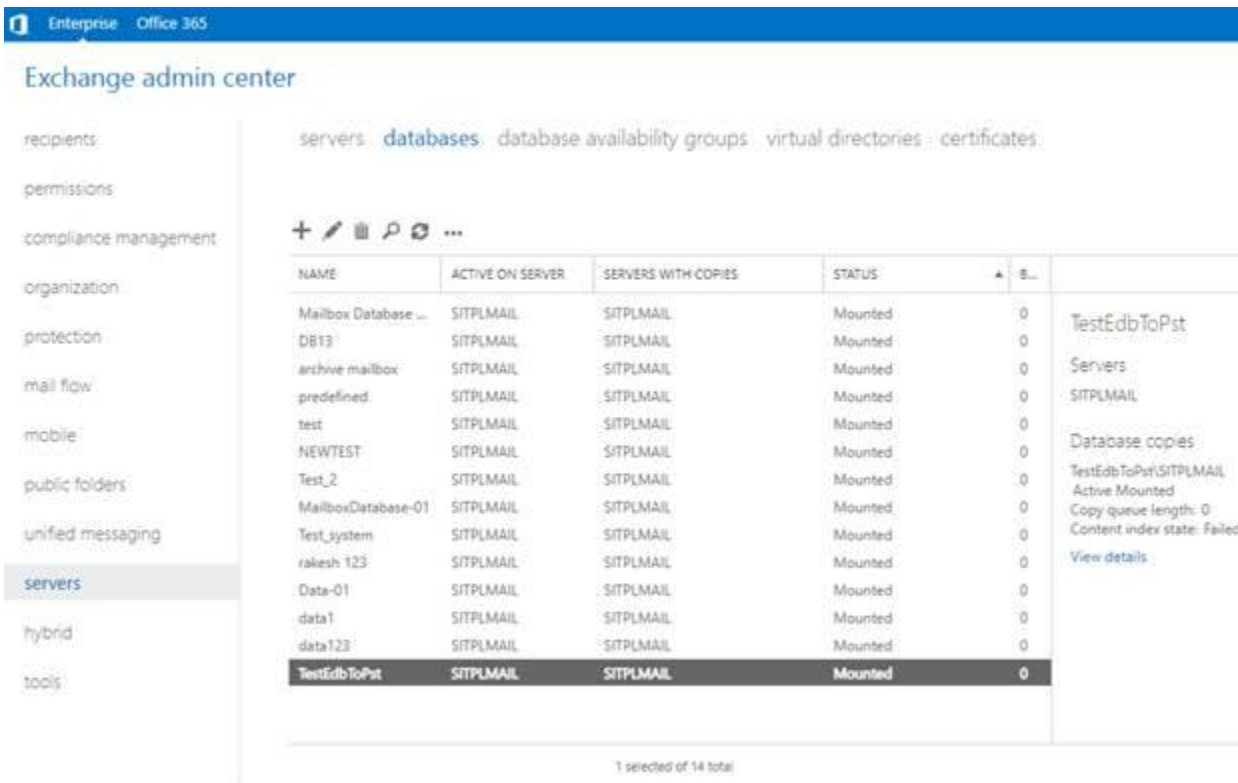 Enterprise Office 365
Exchange admin center
recipients
permissions
compliance management
organization
protection
mail flow
mobile
public folders
unified messaging
servers
hybrid
tools
servers databases database availability groups virtual directories certificates
NAME ACTIVE ON SERVER SERVERS WITH COPIES STATUS B...
Mailbox Database ... SITPLMAIL SITPLMAIL Mounted 0
DB13 SITPLMAIL SITPLMAIL Mounted 0
archive mailbox SITPLMAIL SITPLMAIL Mounted 0
predefined SITPLMAIL SITPLMAIL Mounted 0
test SITPLMAIL SITPLMAIL Mounted 0
NEWTEST SITPLMAIL SITPLMAIL Mounted 0
Test_2 SITPLMAIL SITPLMAIL Mounted 0
MailboxDatabase-01 SITPLMAIL SITPLMAIL Mounted 0
Test_system SITPLMAIL SITPLMAIL Mounted 0
rakesh 123 SITPLMAIL SITPLMAIL Mounted 0
Data-01 SITPLMAIL SITPLMAIL Mounted 0
data1 SITPLMAIL SITPLMAIL Mounted 0
data123 SITPLMAIL SITPLMAIL Mounted 0
TestEdbToPst SITPLMAIL SITPLMAIL Mounted 0
1 selected of 14 total
TestEdbToPst
Servers
SITPLMAIL
Database copies
TestEdbToPst\SITPLMAIL
Active Mounted
Copy queue length: 0
Content index state: Failed
View details